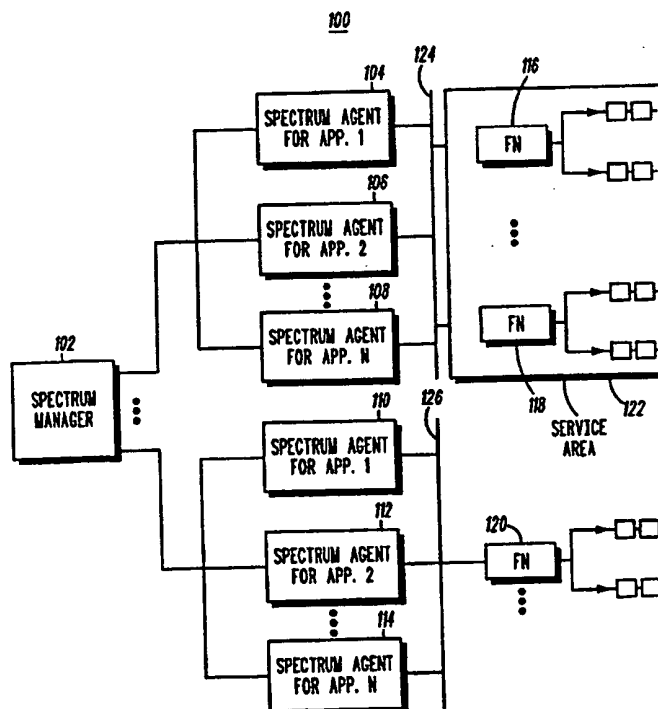 100
124
104
116
SPECTRUM AGENT
FOR APP. 1
FN
106
SPECTRUM AGENT
FOR APP. 2
108
102
SPECTRUM AGENT
FOR APP. N
FN
118
122
SPECTRUM
MANAGER
110
126
SERVICE
AREA
SPECTRUM AGENT
FOR APP. 1
112
120
SPECTRUM AGENT
FOR APP. 2
FN
114
SPECTRUM AGENT
FOR APP. N